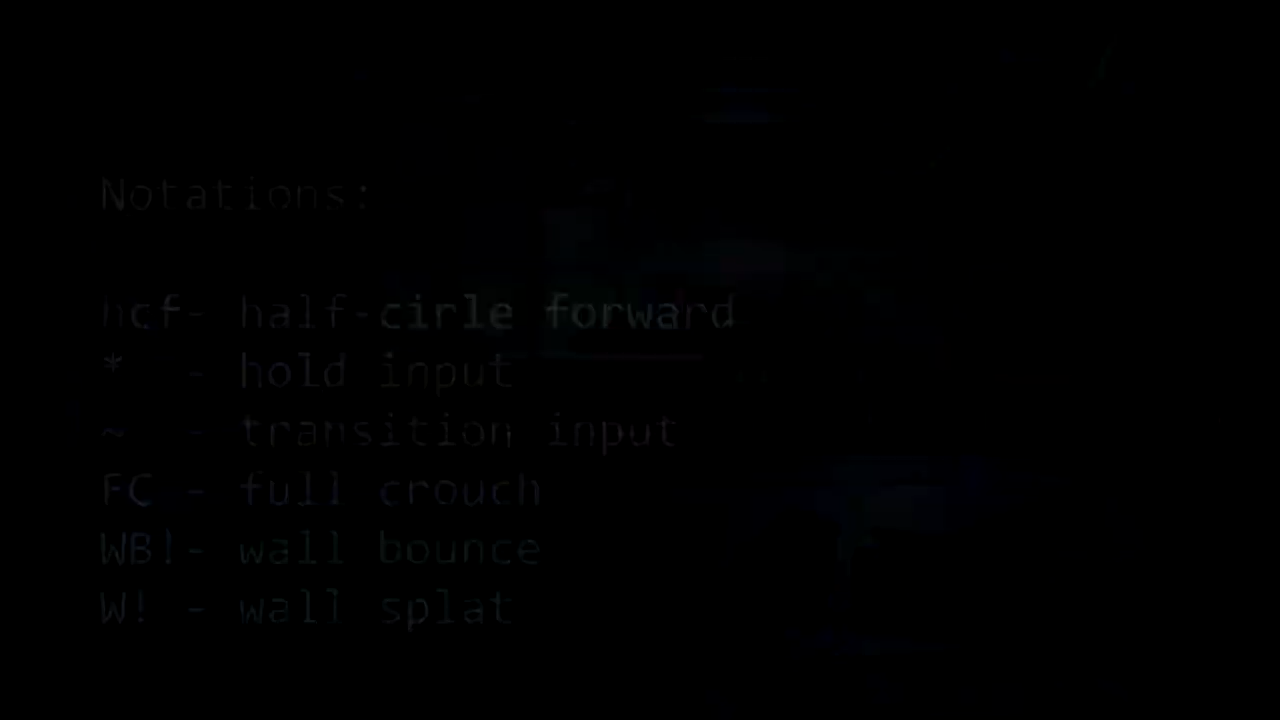 Notations:
hcf- half-cirle forward
* - hold input
~ - transition input
FC - full crouch
WB!- wall bounce
W! - wall splat